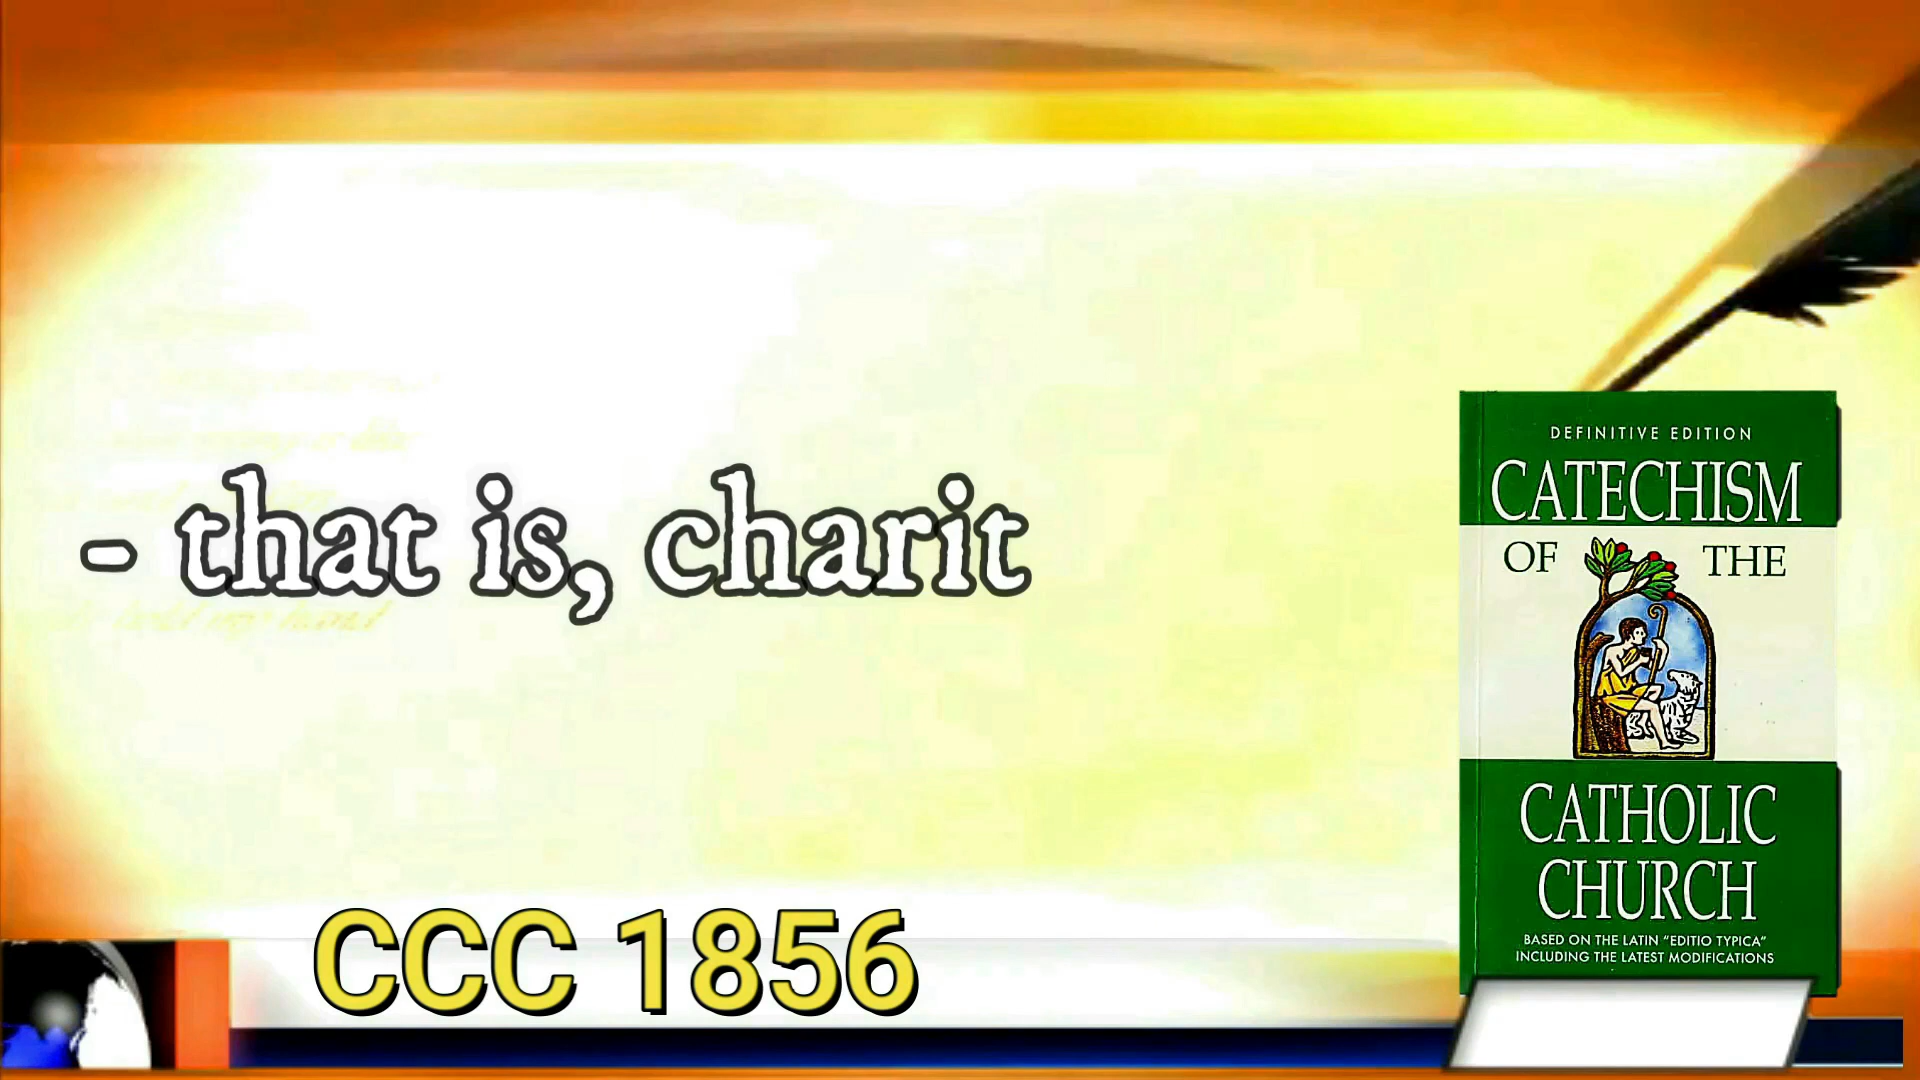 - that is, charit
CCC 1856
DEFINITIVE EDITION
CATECHISM
OF THE
CATHOLIC
CHURCH
BASED ON THE LATIN “EDITIO TYPICA”
INCLUDING THE LATEST MODIFICATIONS